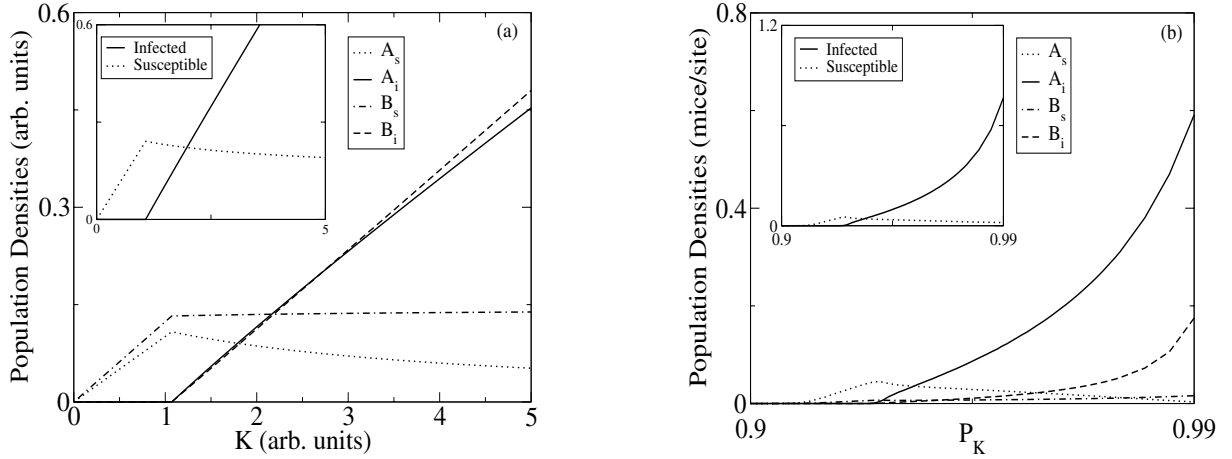 (a)
0.6
Infected
Susceptible
0
0
5
A_s
A_i
B_s
B_i
0.6
0.3
0
0
1
2
3
4
5
K (arb. units)
Population Densities (arb. units)
(b)
1.2
Infected
Susceptible
0
0.9
0.99
A_s
A_i
B_s
B_i
0.8
0.4
0
0.9
0.99
P_K
Population Densities (mice/site)